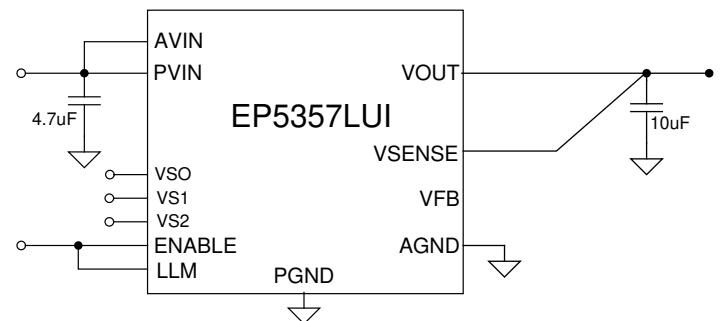 AVIN
PVIN
VOUT
4.7uF
EP5357LUI
10uF
VSENSE
VSO
VS1
VFB
VS2
ENABLE
AGND
LLM
PGND